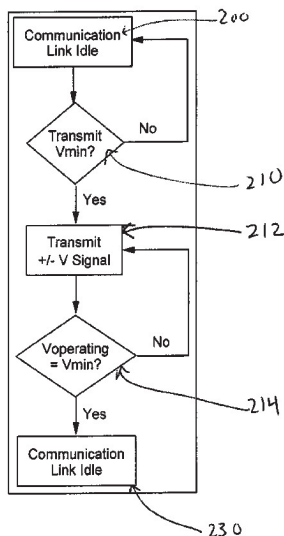 200
Communication
Link Idle
No
Transmit
Vmin?
210
Yes
212
Transmit
+/- V Signal
No
Voperating
= Vmin?
214
Yes
Communication
Link Idle
230